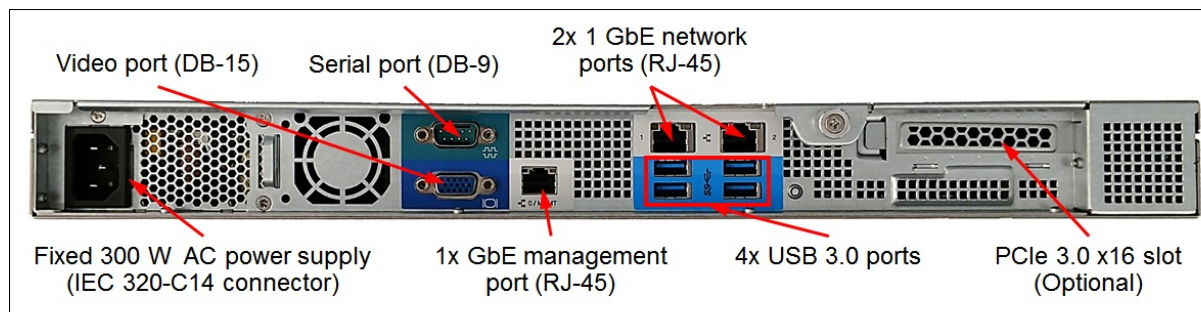 2x 1 GbE network
ports (RJ-45)
Video port (DB-15)
Serial port (DB-9)
1
2
Fixed 300 W AC power supply
(IEC 320-C14 connector)
1x GbE management
port (RJ-45)
4x USB 3.0 ports
PCIe 3.0 x16 slot
(Optional)